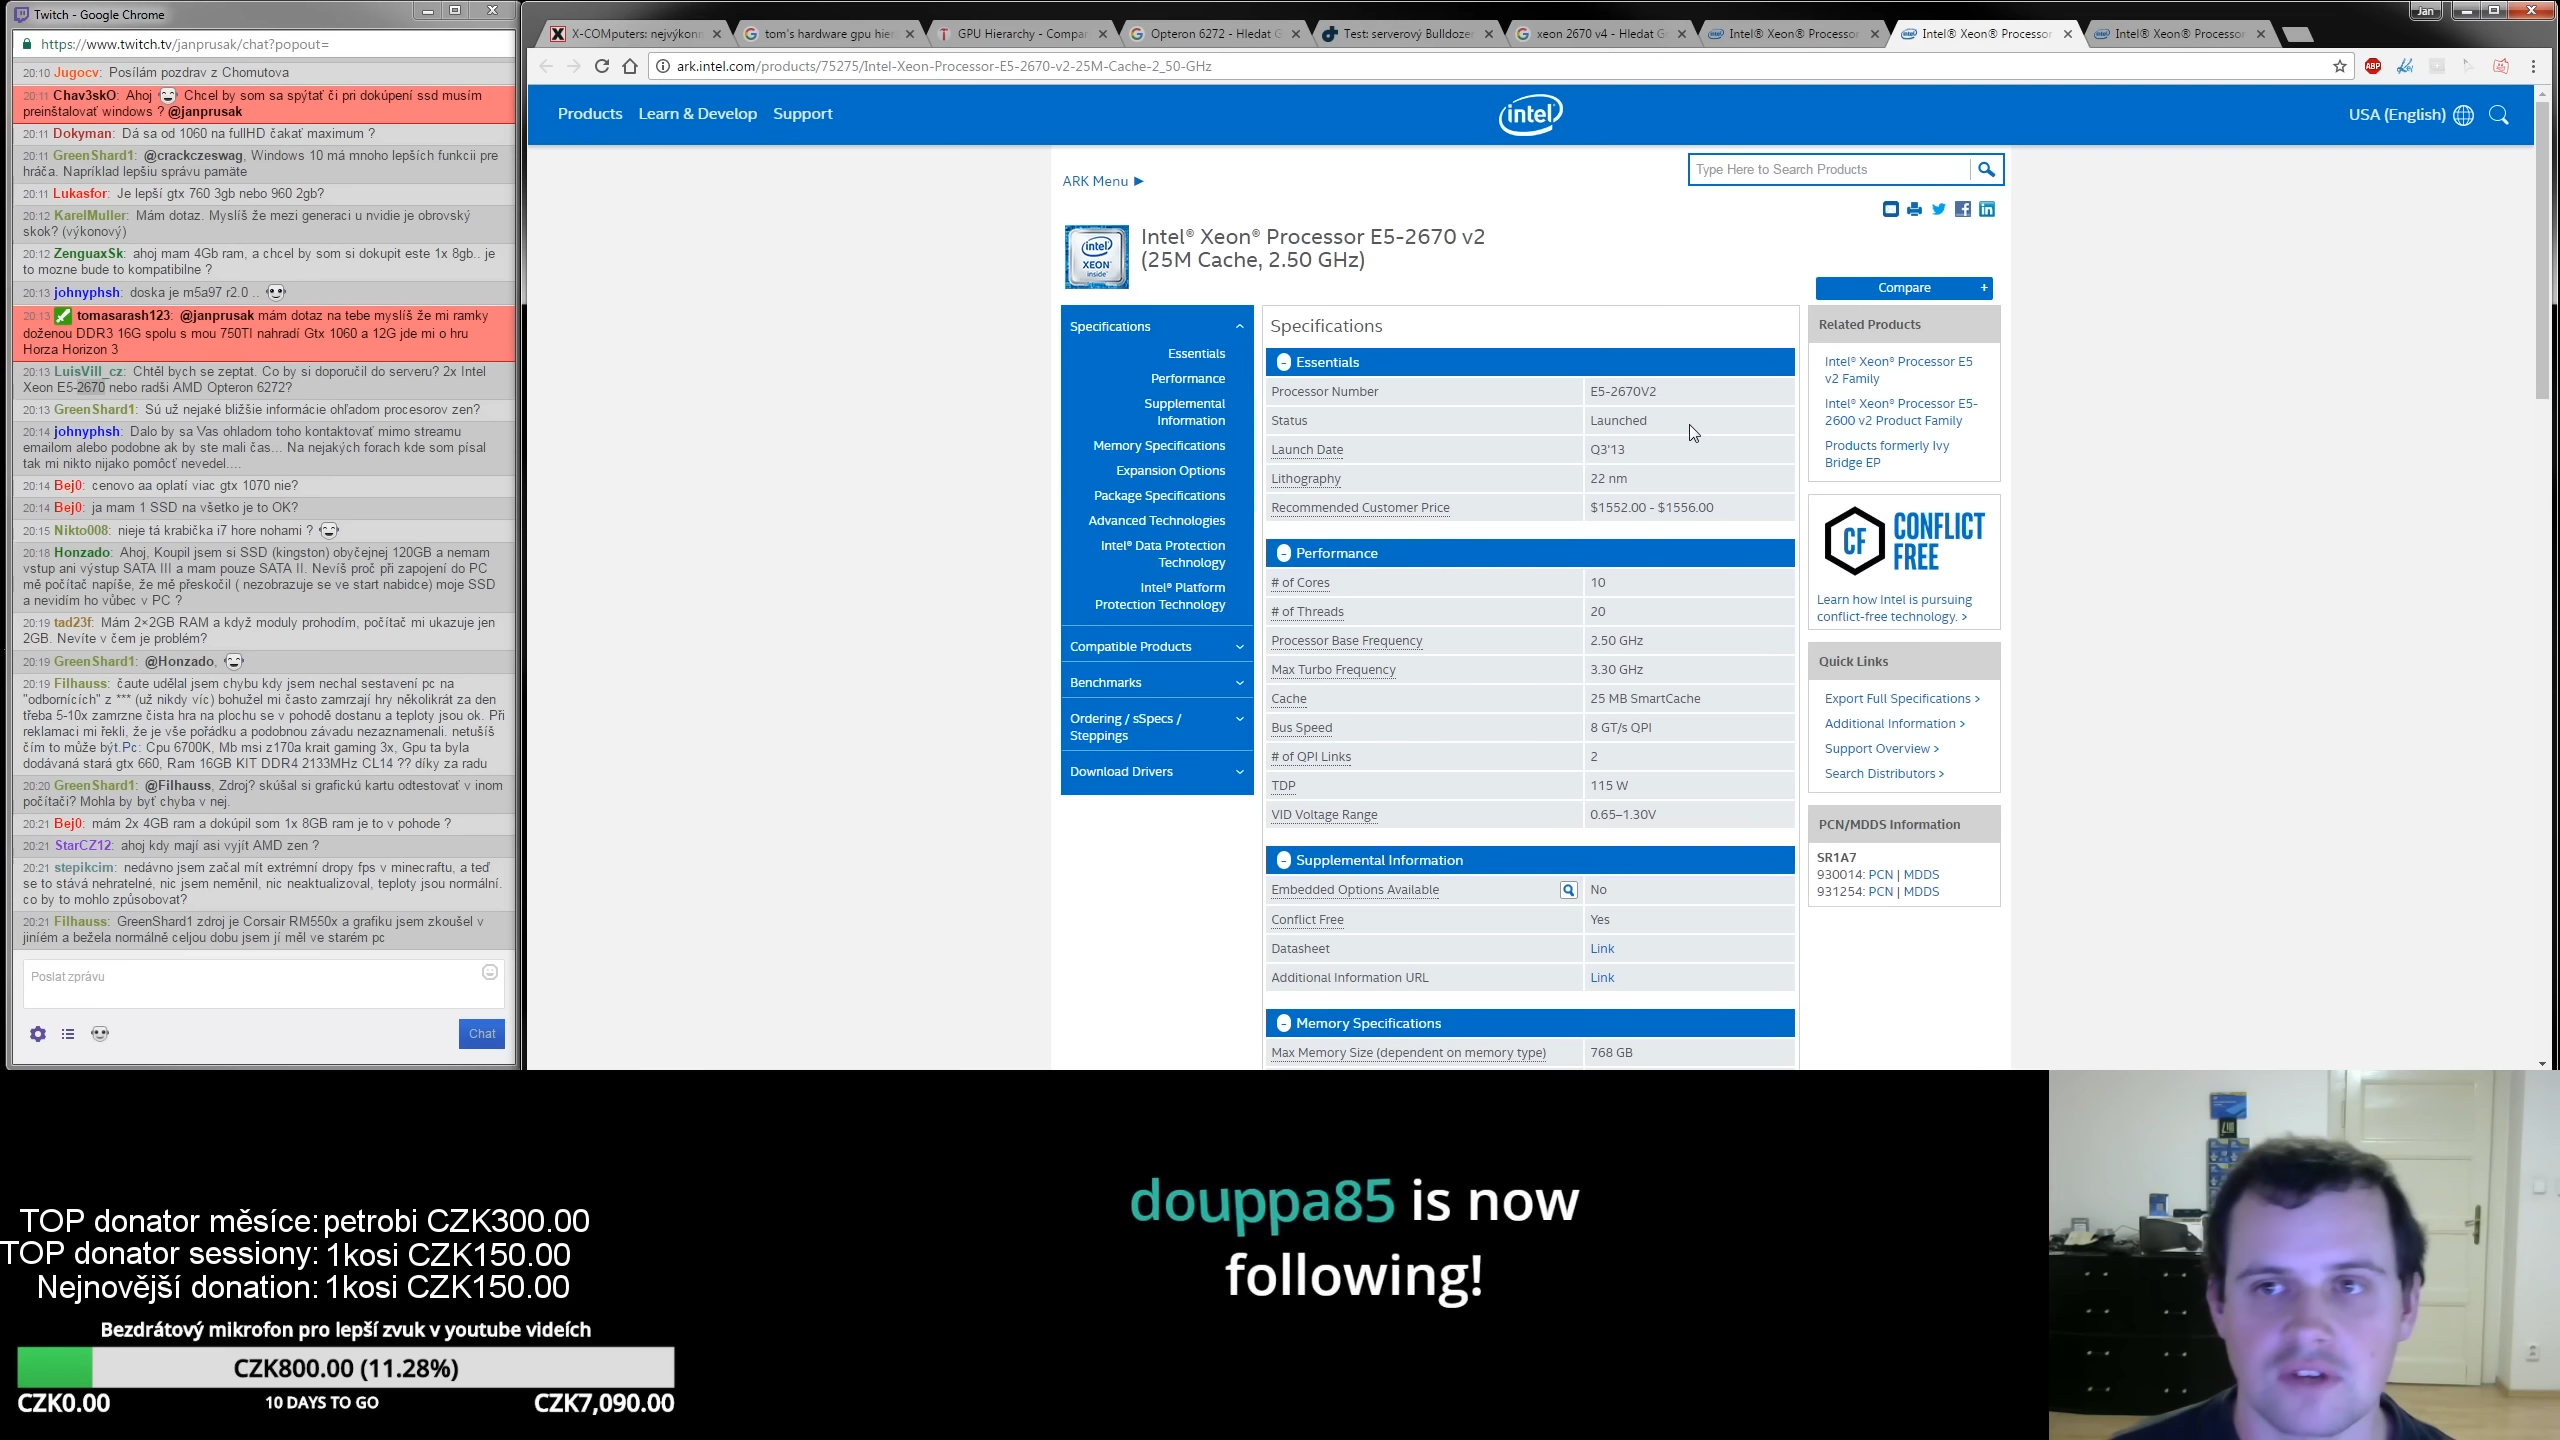 Twitch - Google Chrome
https://www.twitch.tv/janprusak/chat?popout=
20:10 Jugocv: Posílám pozdrav z Chomutova
20:11 Chav3skO: Ahoj Chcel by som sa spýtať či pri dokúpení ssd musím
preinštalovať windows ? @janprusak
20:11 Dokyman: Dá sa od 1060 na fullHD čakať maximum ?
20:11 GreenShard1: @crackczeswag, Windows 10 má mnoho lepších funkcii pre
hráča. Napríklad lepšiu správu pamäte
20:11 Lukasfor: Je lepší gtx 760 3gb nebo 960 2gb?
20:12 KarelMuller: Mám dotaz. Myslíš že mezi generaci u nvidie je obrovský
skok? (výkonový)
20:12 ZenguaxSk: ahoj mam 4Gb ram, a chcel by som si dokupit este 1x 8gb.. je
to mozne bude to kompatibilne ?
20:13 johnyphsh: doska je m5a97 r2.0 ..
20:13 tomasarash123: @janprusak mám dotaz na tebe myslíš že mi ramky
doženou DDR3 16G spolu s mou 750TI nahradí Gtx 1060 a 12G jde mi o hru
Horza Horizon 3
20:13 LuisVill_cz: Chtěl bych se zeptat. Co by si doporučil do serveru? 2x Intel
Xeon E5-2670 nebo radši AMD Opteron 6272?
20:13 GreenShard1: Sú už nejaké bližšie informácie ohľadom procesorov zen?
20:14 johnyphsh: Dalo by sa Vas ohladom toho kontaktovať mimo streamu
emailom alebo podobne ak by ste mali čas... Na nejakých forach kde som písal
tak mi nikto nijako pomôcť nevedel....
20:14 Bej0: cenovo aa oplatí viac gtx 1070 nie?
20:14 Bej0: ja mam 1 SSD na všetko je to OK?
20:15 Nikto008: nieje tá krabička i7 hore nohami ?
20:18 Honzado: Ahoj, Koupil jsem si SSD (kingston) obyčejnej 120GB a nemam
vstup ani výstup SATA III a mam pouze SATA II. Nevíš proč při zapojení do PC
mě počítač napíše, že mě přeskočil ( nezobrazuje se ve start nabidce) moje SSD
a nevidím ho vůbec v PC ?
20:19 tad23f: Mám 2×2GB RAM a když moduly prohodím, počítač mi ukazuje jen
2GB. Nevíte v čem je problém?
20:19 GreenShard1: @Honzado,
20:19 Filhauss: čaute udělal jsem chybu kdy jsem nechal sestavení pc na
"odbornících" z *** (už nikdy víc) bohužel mi často zamrzají hry několikrát za den
třeba 5-10x zamrzne čista hra na plochu se v pohodě dostanu a teploty jsou ok. Při
reklamaci mi řekli, že je vše pořádku a podobnou závadu nezaznamenali. netušíš
čím to může být.Pc: Cpu 6700K, Mb msi z170a krait gaming 3x, Gpu ta byla
dodávaná stará gtx 660, Ram 16GB KIT DDR4 2133MHz CL14 ?? díky za radu
20:20 GreenShard1: @Filhauss, Zdroj? skúšal si grafickú kartu odtestovať v inom
počítači? Mohla by byť chyba v nej.
20:21 Bej0: mám 2x 4GB ram a dokúpil som 1x 8GB ram je to v pohode ?
20:21 StarCZ12: ahoj kdy mají asi vyjít AMD zen ?
20:21 stepikcim: nedávno jsem začal mít extrémní dropy fps v minecraftu, a teď
se to stává nehratelné, nic jsem neměnil, nic neaktualizoval, teploty jsou normální.
co by to mohlo způsobovat?
20:21 Filhauss: GreenShard1 zdroj je Corsair RM550x a grafiku jsem zkoušel v
jiniém a bežela normálně celjou dobu jsem jí měl ve starém pc
Poslat zprávu
Chat
X-COMputers: nejvýkonn
tom's hardware gpu hier
GPU Hierarchy - Compar
Opteron 6272 - Hledat G
Test: serverový Bulldozer
xeon 2670 v4 - Hledat G
Intel® Xeon® Processor
Intel® Xeon® Processor
Intel® Xeon® Processor
Jan
ark.intel.com/products/75275/Intel-Xeon-Processor-E5-2670-v2-25M-Cache-2_50-GHz
ABP
Products
Learn & Develop
Support
intel
USA (English)
ARK Menu
Type Here to Search Products
intel
XEON
inside
Intel® Xeon® Processor E5-2670 v2
(25M Cache, 2.50 GHz)
Compare +
Specifications
Essentials
Performance
Supplemental
Information
Memory Specifications
Expansion Options
Package Specifications
Advanced Technologies
Intel® Data Protection
Technology
Intel® Platform
Protection Technology
Compatible Products
Benchmarks
Ordering / sSpecs /
Steppings
Download Drivers
Specifications
Essentials
Processor Number E5-2670V2
Status Launched
Launch Date Q3'13
Lithography 22 nm
Recommended Customer Price $1552.00 - $1556.00
Performance
# of Cores 10
# of Threads 20
Processor Base Frequency 2.50 GHz
Max Turbo Frequency 3.30 GHz
Cache 25 MB SmartCache
Bus Speed 8 GT/s QPI
# of QPI Links 2
TDP 115 W
VID Voltage Range 0.65–1.30V
Supplemental Information
Embedded Options Available No
Conflict Free Yes
Datasheet Link
Additional Information URL Link
Memory Specifications
Max Memory Size (dependent on memory type) 768 GB
Related Products
Intel® Xeon® Processor E5
v2 Family
Intel® Xeon® Processor E5-
2600 v2 Product Family
Products formerly Ivy
Bridge EP
CF CONFLICT
FREE
Learn how Intel is pursuing
conflict-free technology. >
Quick Links
Export Full Specifications >
Additional Information >
Support Overview >
Search Distributors >
PCN/MDDS Information
SR1A7
930014: PCN | MDDS
931254: PCN | MDDS
TOP donator měsíce: petrobi CZK300.00
TOP donator sessiony: 1kosi CZK150.00
Nejnovější donation: 1kosi CZK150.00
Bezdrátový mikrofon pro lepší zvuk v youtube videích
CZK800.00 (11.28%)
CZK0.00
10 DAYS TO GO
CZK7,090.00
douppa85 is now
following!